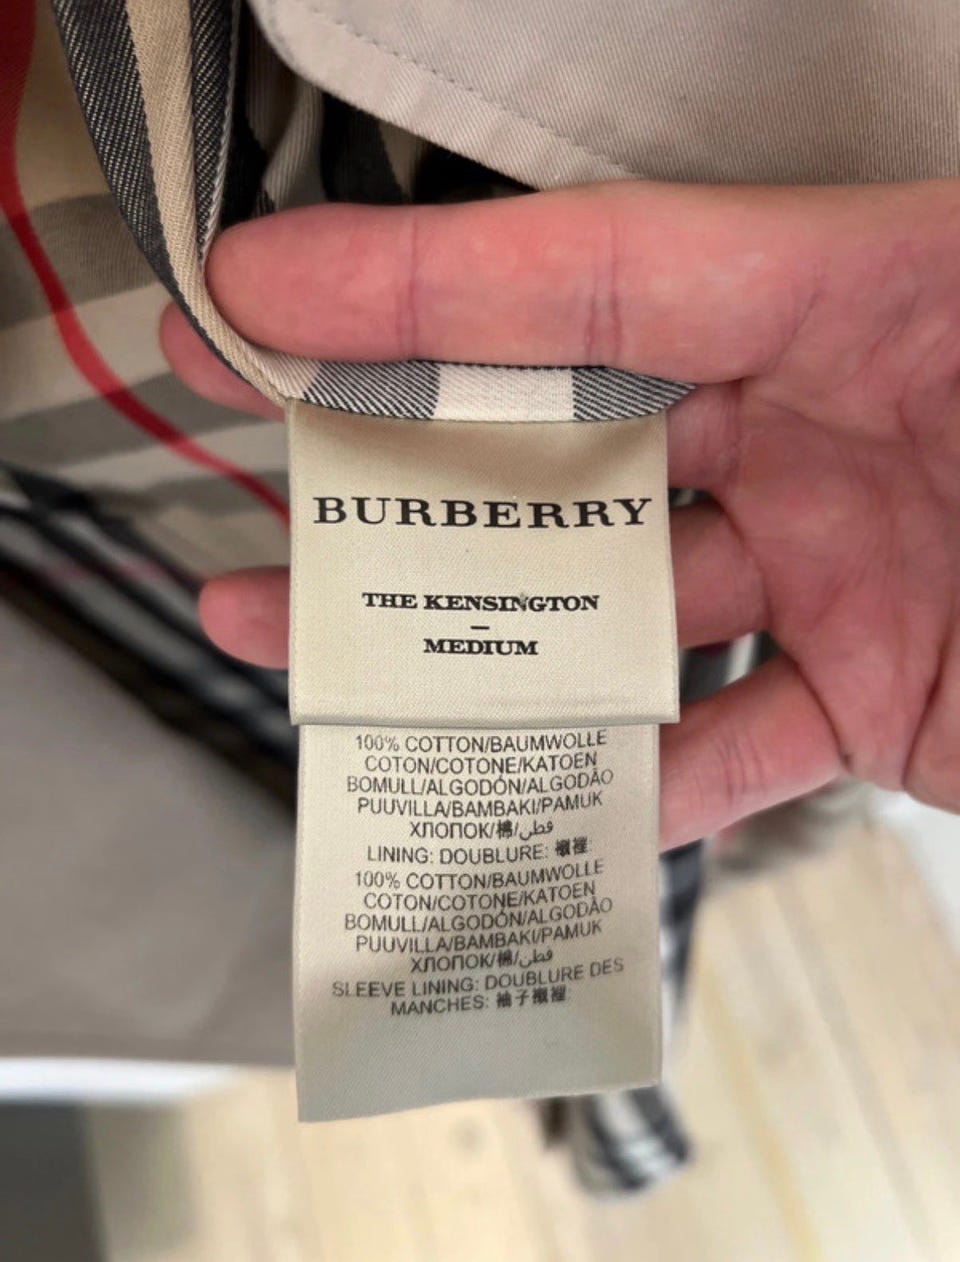 BURBERRY
THE KENSINGTON
–
MEDIUM
100% COTTON/BAUMWOLLE
COTON/COTONE/KATOEN
BOMULL/ALGODÓN/ALGODÃO
PUUVILLA/BAMBAKI/PAMUK
ХЛОПОК/棉/قطن
LINING: DOUBLURE: 襯裡:
100% COTTON/BAUMWOLLE
COTON/COTONE/KATOEN
BOMULL/ALGODÓN/ALGODÃO
PUUVILLA/BAMBAKI/PAMUK
ХЛОПОК/棉/قطن
SLEEVE LINING: DOUBLURE DES
MANCHES: 袖子襯裡: